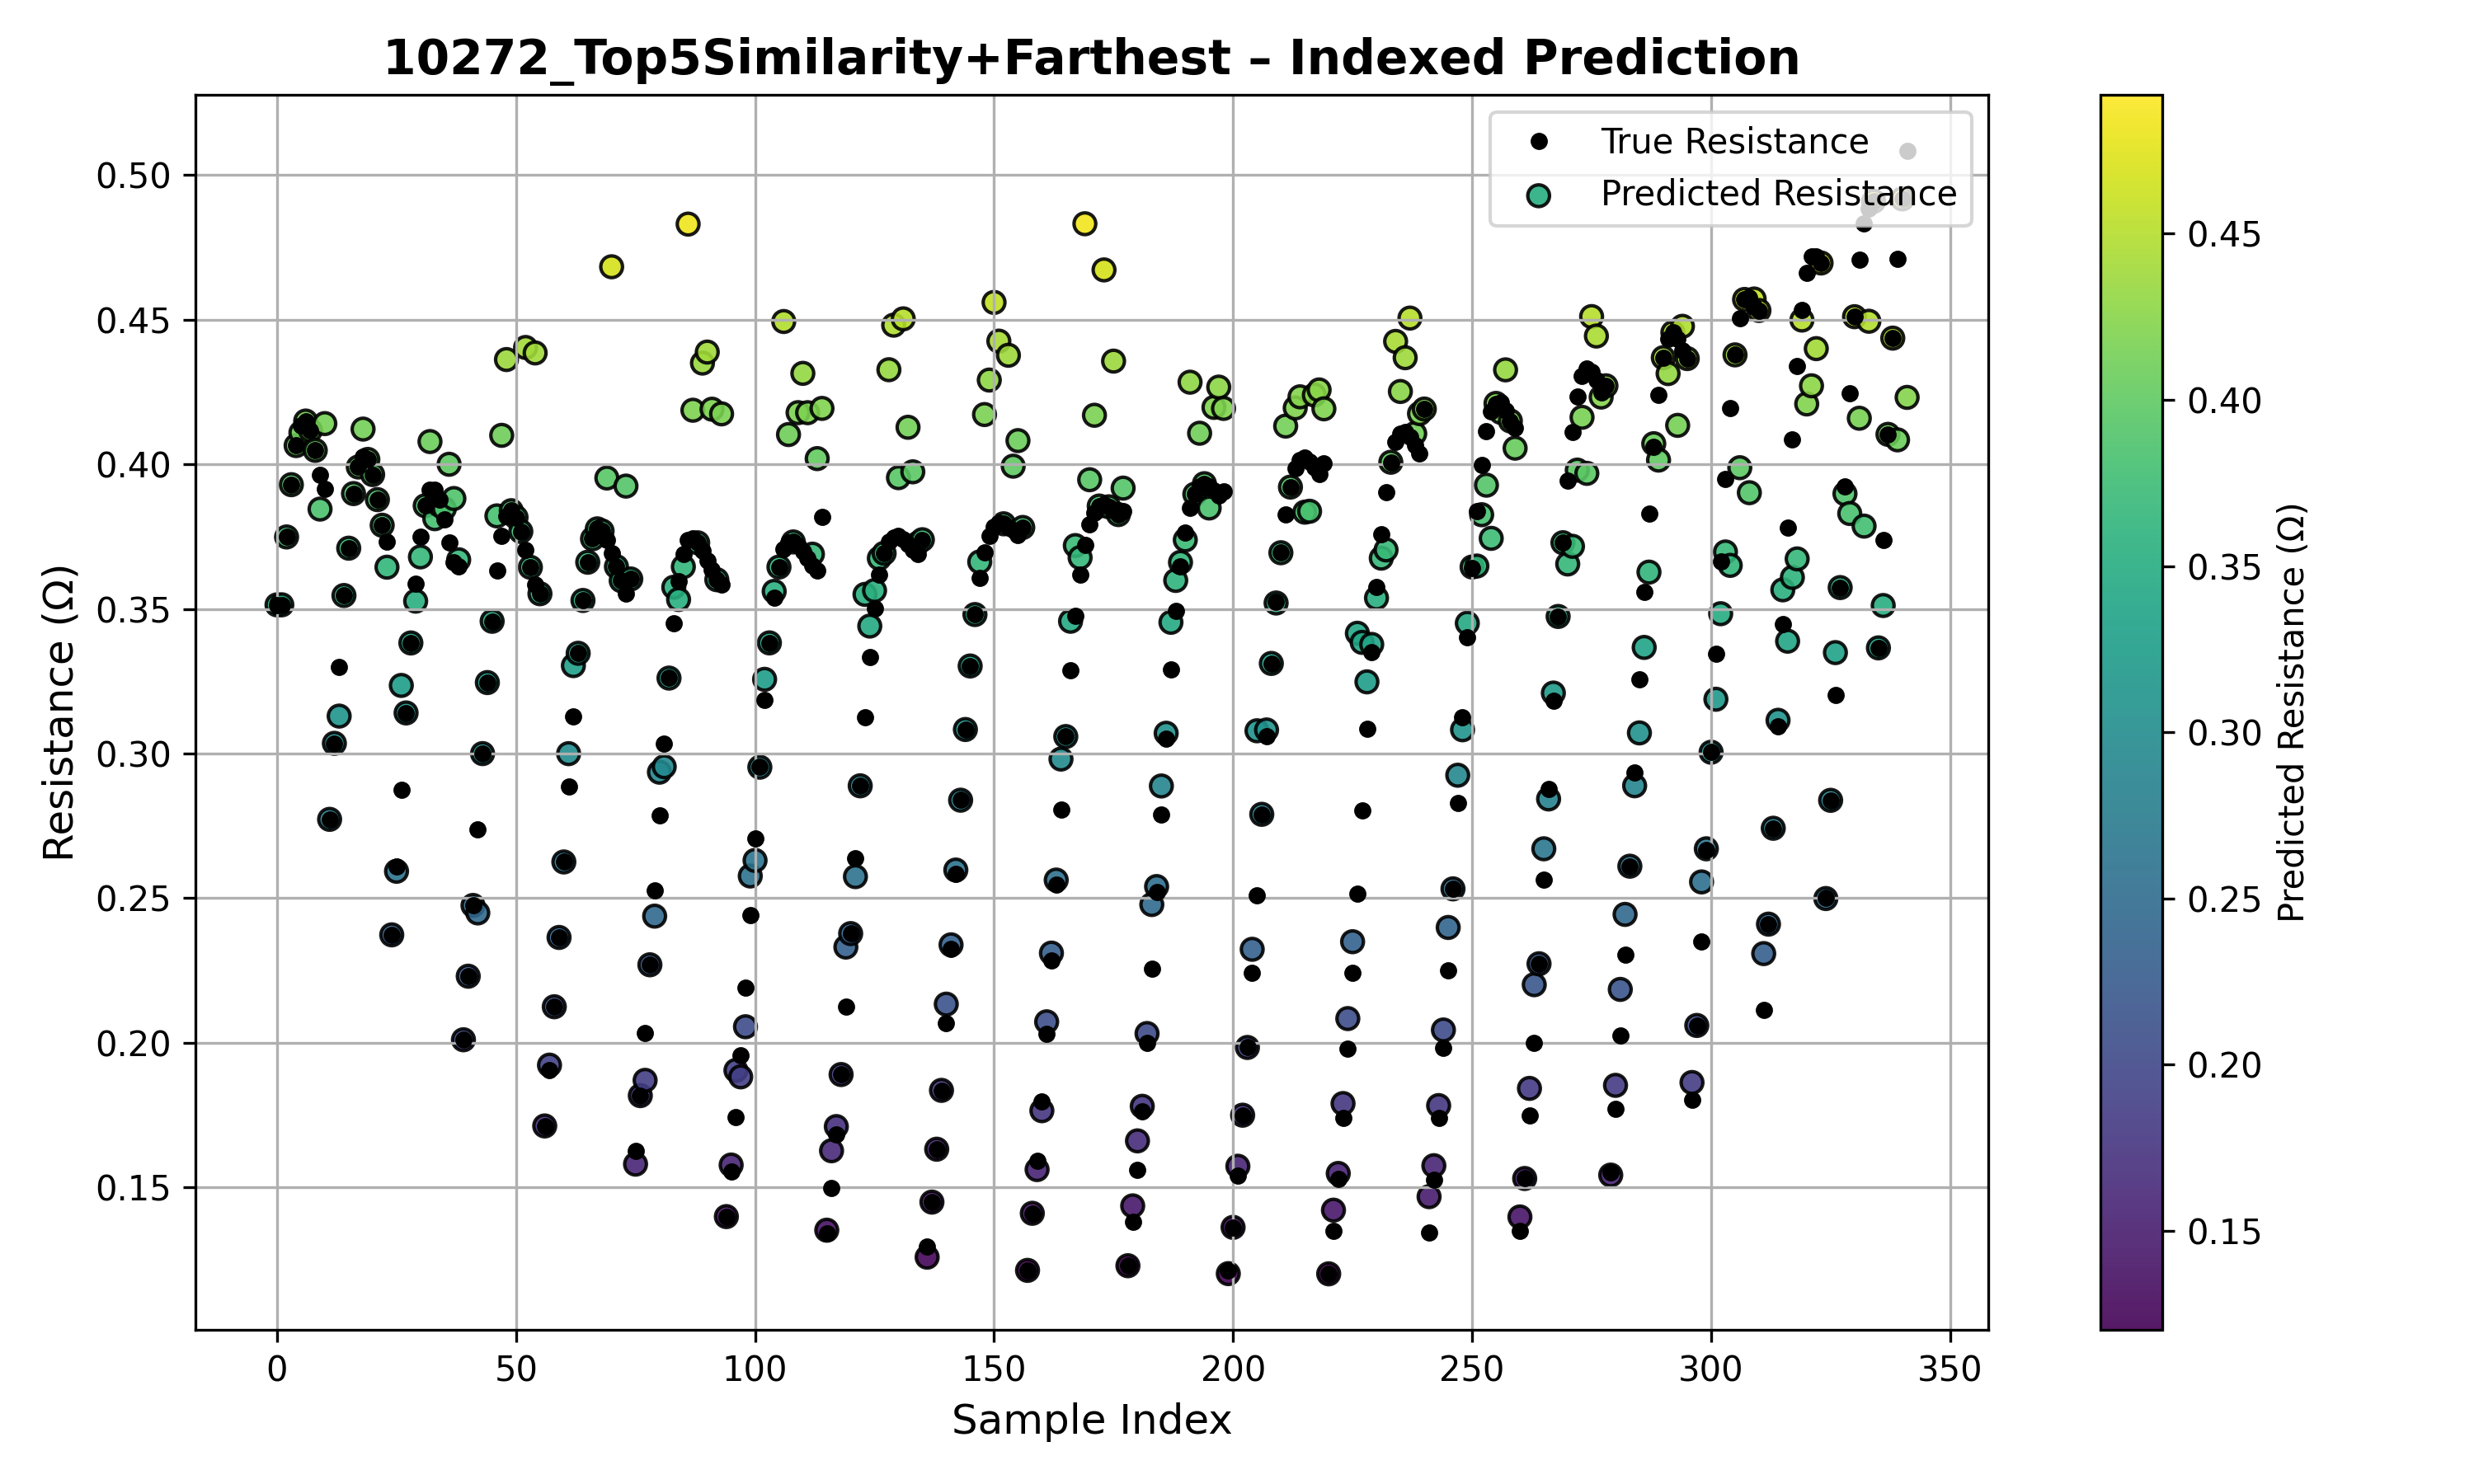 10272_Top5Similarity+Farthest – Indexed Prediction
True Resistance
Predicted Resistance
Resistance (Ω)
0.50
0.45
0.40
0.35
0.30
0.25
0.20
0.15
0 50 100 150 200 250 300 350
Sample Index
0.45
0.40
0.35
0.30
0.25
0.20
0.15
Predicted Resistance (Ω)